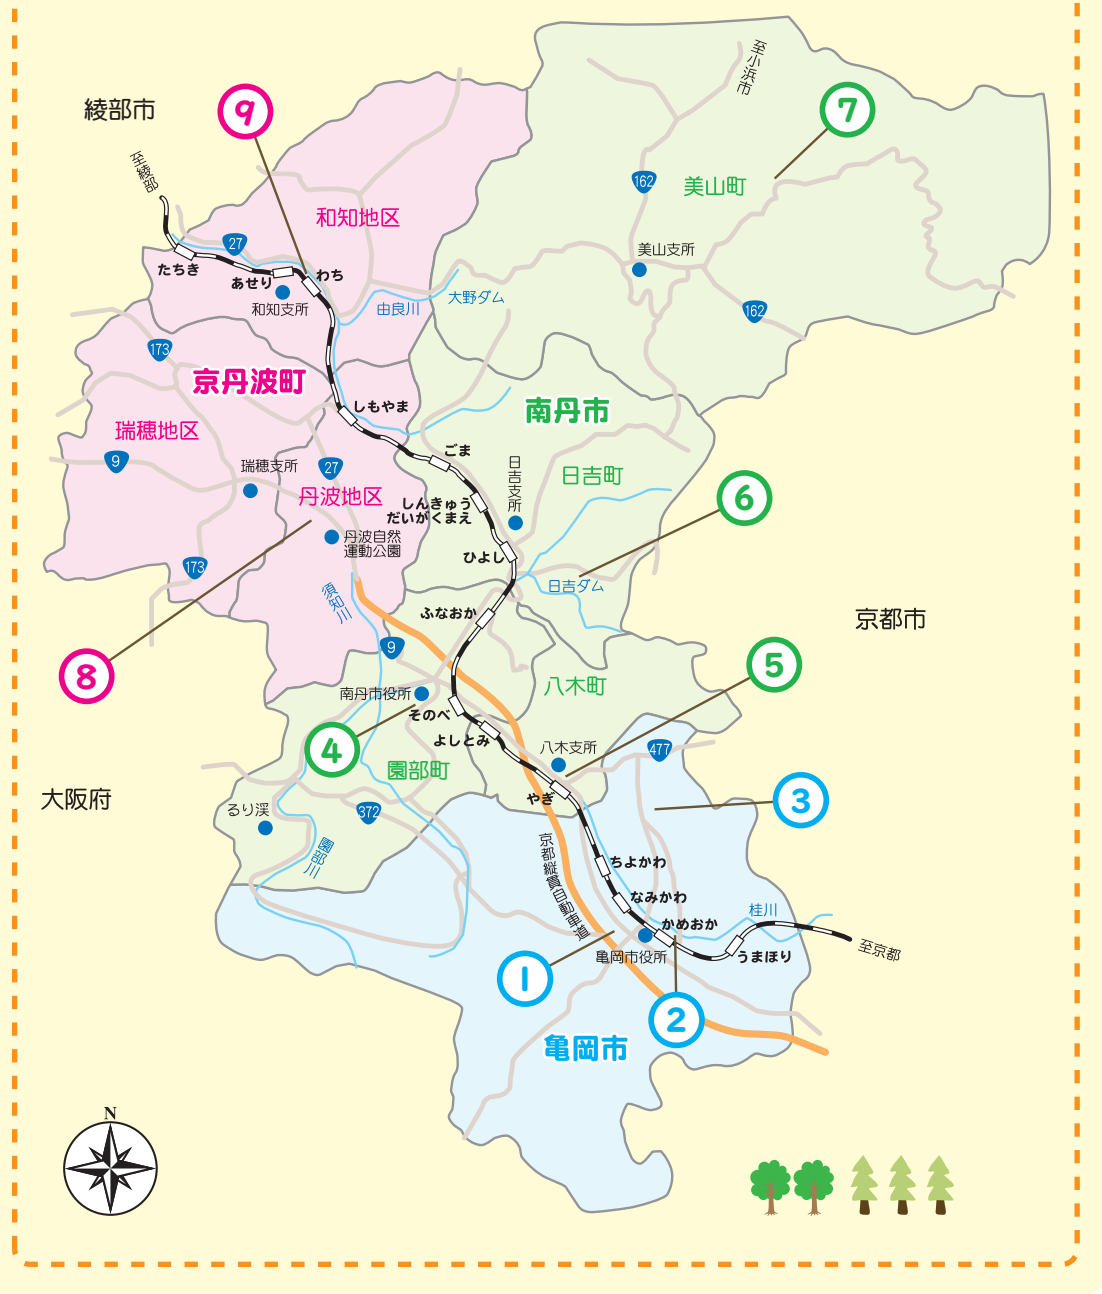 至小浜市
綾部市
9
7
至綾部
162
美山町
和知地区
27
美山支所
たちき
あせり
わち
和知支所
由良川
大野ダム
162
173
京丹波町
しもやま
南丹市
瑞穂地区
9
瑞穂支所
27
ごま
日吉支所
日吉町
丹波地区
しんきゅう
だいがくまえ
6
丹波自然
運動公園
ひよし
173
須知川
日吉ダム
ふなおか
京都市
9
8
5
南丹市役所
八木町
そのべ
4
よしとみ
八木支所
477
園部町
大阪府
やぎ
3
るり渓
372
園部川
京都縦貫自動車道
ちよかわ
なみかわ
かめおか
桂川
至京都
亀岡市役所
うまほり
1
2
亀岡市
N